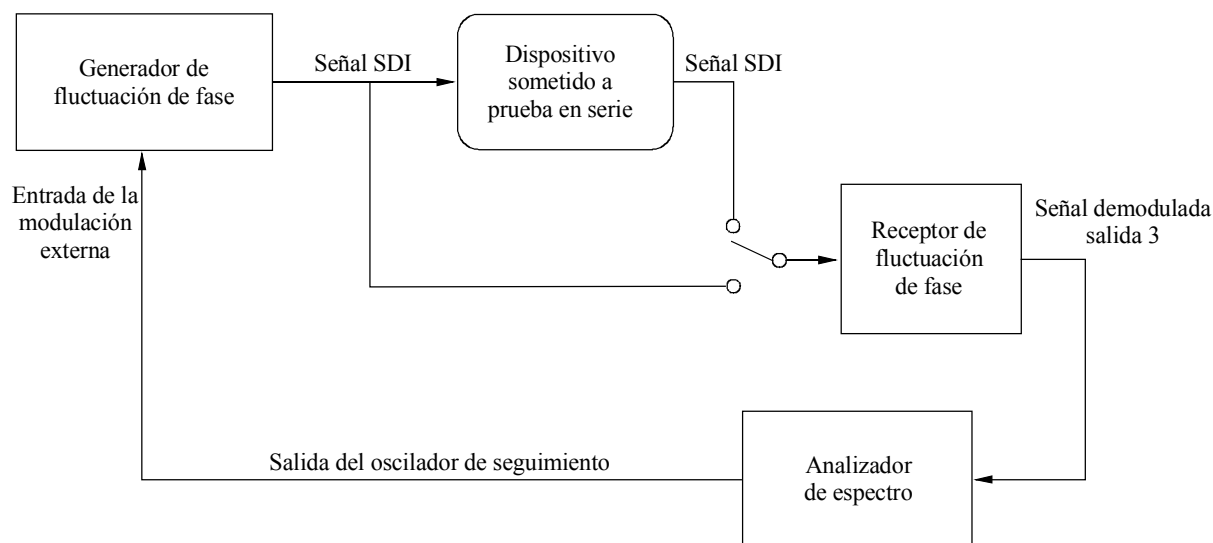 Generador de
fluctuación de fase
Señal SDI
Dispositivo
sometido a
prueba en serie
Señal SDI
Entrada de la
modulación
externa
Receptor de
fluctuación
de fase
Señal demodulada
salida 3
Salida del oscilador de seguimiento
Analizador
de espectro